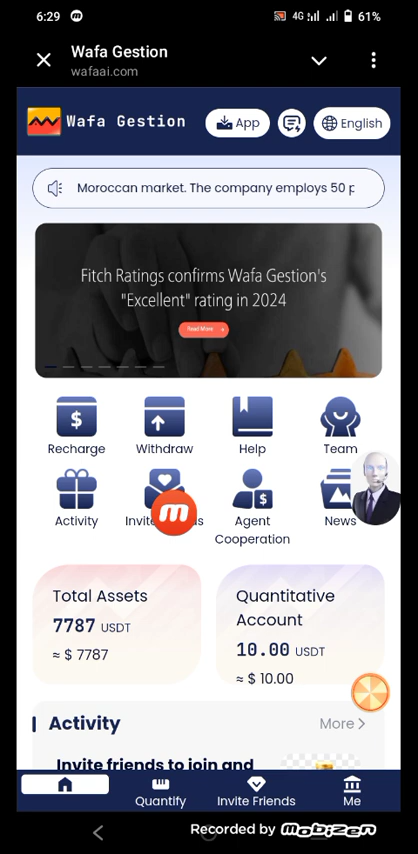 6:29
4G
61%
Wafa Gestion
wafaai.com
Wafa Gestion
App
English
Moroccan market. The company employs 50 p
Fitch Ratings confirms Wafa Gestion's
"Excellent" rating in 2024
Read More
Recharge
Withdraw
Help
Team
Activity
Invite
s
Agent
Cooperation
News
Total Assets
7787 USDT
≈ $ 7787
Quantitative
Account
10.00 USDT
≈ $ 10.00
Activity
More >
Invite friends to join and
Quantify
Invite Friends
Me
Recorded by mobizen